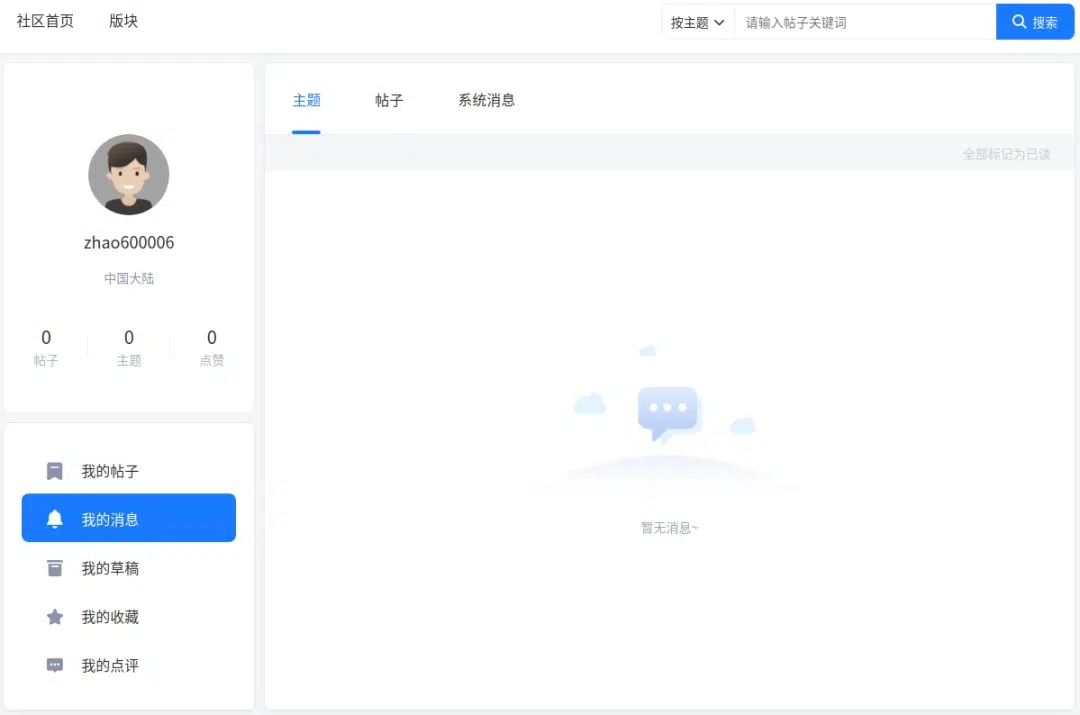 社区首页 版块 按主题 请输入帖子关键词 搜索
主题 帖子 系统消息
全部标记为已读
zhao600006
中国大陆
0 0 0
帖子 主题 点赞
我的帖子
我的消息
我的草稿
我的收藏
我的点评
暂无消息~